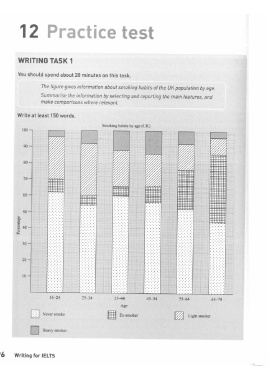 12 Practice test
WRITING TASK 1
You should spend about 20 minutes on this task.
The figure gives information about smoking habits of the UK population by age.
Summarise the information by selecting and reporting the main features, and
make comparisons where relevant.
Write at least 150 words.
Smoking habits by age (UK)
100
90
80
70
60
50
40
30
20
10
Percentage
16–24
25–34
45–54
55–64
Age
Never smoke
Ex-smoker
Light smoker
Heavy smoker
6 Writing for IELTS